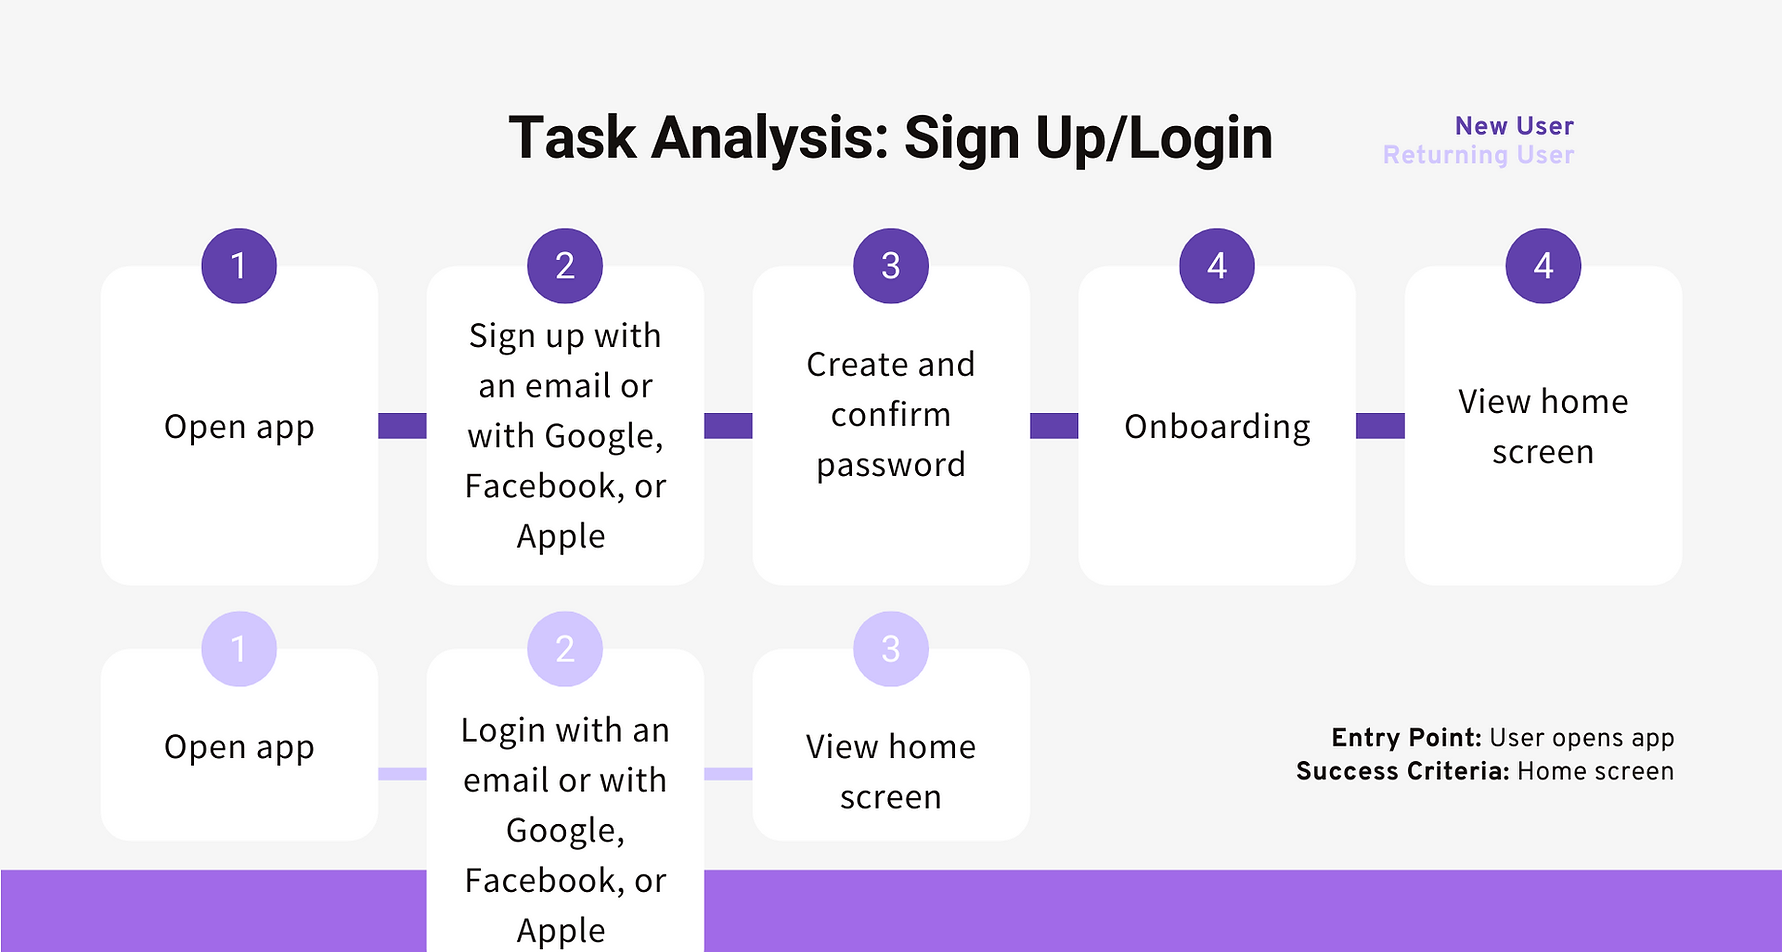 Task Analysis: Sign Up/Login
New User
Returning User
1
Open app
2
Sign up with
an email or
with Google,
Facebook, or
Apple
3
Create and
confirm
password
4
Onboarding
4
View home
screen
1
Open app
2
Login with an
email or with
Google,
Facebook, or
Apple
3
View home
screen
Entry Point: User opens app
Success Criteria: Home screen